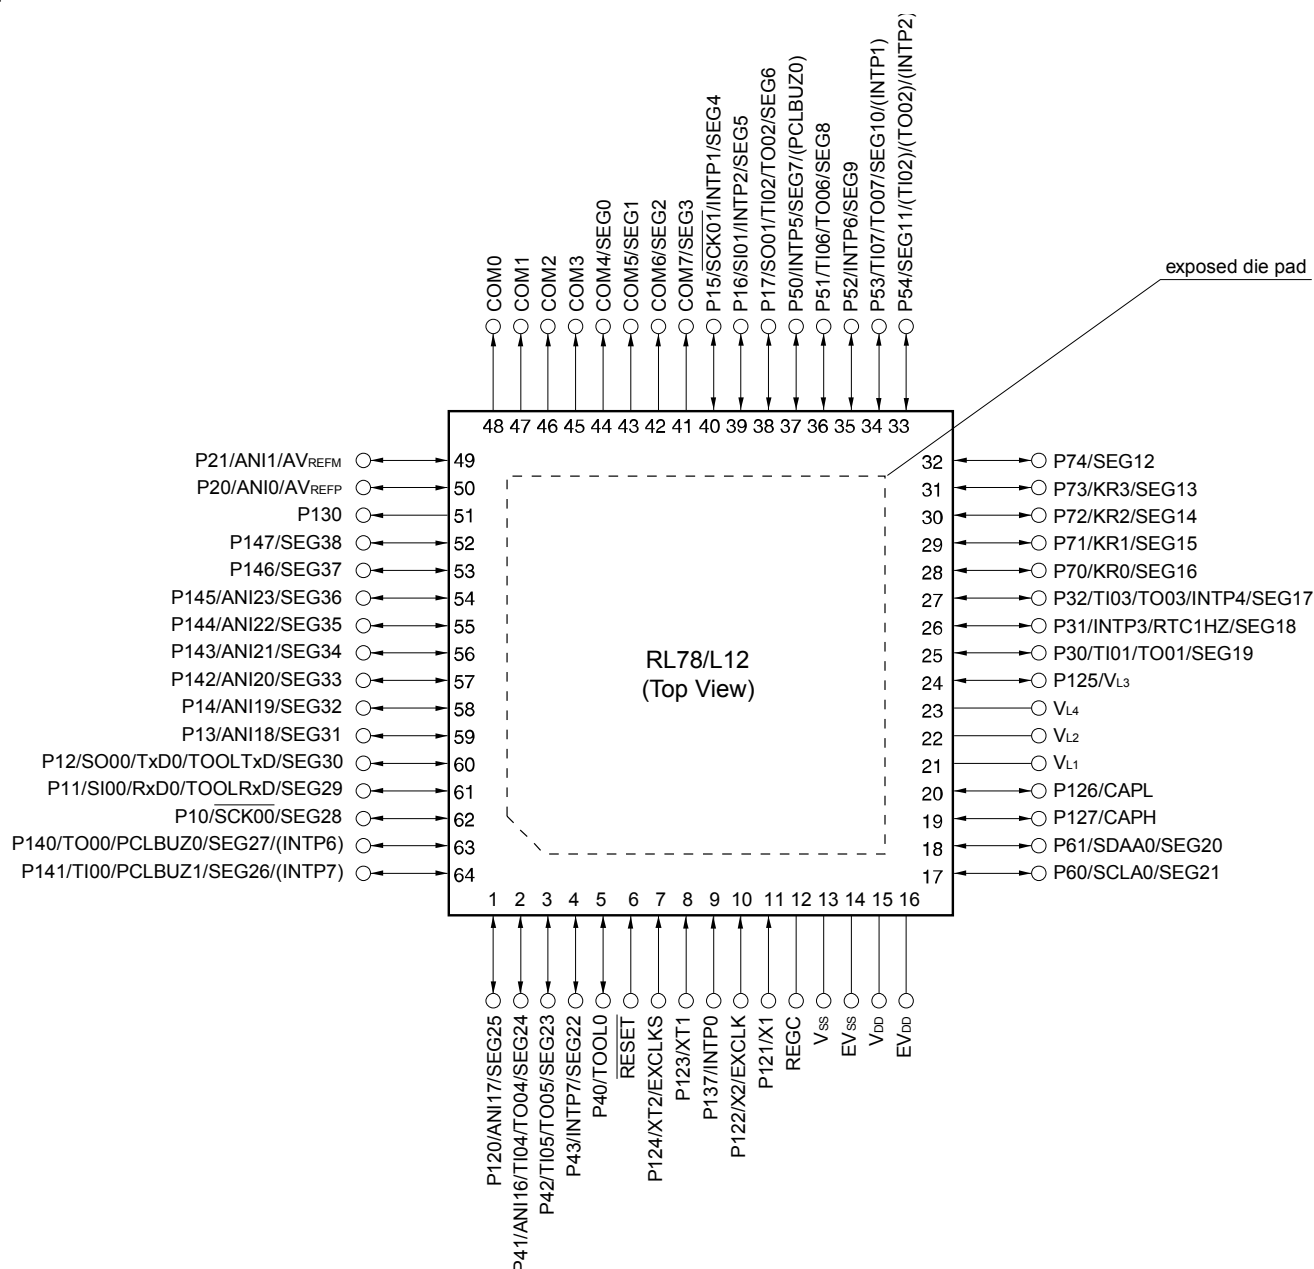 COM0
COM1
COM2
COM3
COM4/SEG0
COM5/SEG1
COM6/SEG2
COM7/SEG3
P15/SCK01/INTP1/SEG4
P16/SI01/INTP2/SEG5
P17/SO01/TI02/TO02/SEG6
P50/INTP5/SEG7/(PCLBUZ0)
P51/TI06/TO06/SEG8
P52/INTP6/SEG9
P53/TI07/TO07/SEG10/(INTP1)
P54/SEG11/(TI02)/(TO02)/(INTP2)
exposed die pad
48 47 46 45 44 43 42 41 40 39 38 37 36 35 34 33
P21/ANI1/AVREFM 49
P20/ANI0/AVREFP 50
P130 51
P147/SEG38 52
P146/SEG37 53
P145/ANI23/SEG36 54
P144/ANI22/SEG35 55
P143/ANI21/SEG34 56
P142/ANI20/SEG33 57
P14/ANI19/SEG32 58
P13/ANI18/SEG31 59
P12/SO00/TxD0/TOOLTxD/SEG30 60
P11/SI00/RxD0/TOOLRxD/SEG29 61
P10/SCK00/SEG28 62
P140/TO00/PCLBUZ0/SEG27/(INTP6) 63
P141/TI00/PCLBUZ1/SEG26/(INTP7) 64
RL78/L12
(Top View)
32 P74/SEG12
31 P73/KR3/SEG13
30 P72/KR2/SEG14
29 P71/KR1/SEG15
28 P70/KR0/SEG16
27 P32/TI03/TO03/INTP4/SEG17
26 P31/INTP3/RTC1HZ/SEG18
25 P30/TI01/TO01/SEG19
24 P125/VL3
23 VL4
22 VL2
21 VL1
20 P126/CAPL
19 P127/CAPH
18 P61/SDAA0/SEG20
17 P60/SCLA0/SEG21
1 2 3 4 5 6 7 8 9 10 11 12 13 14 15 16
P120/ANI17/SEG25
P41/ANI16/TI04/TO04/SEG24
P42/TI05/TO05/SEG23
P43/INTP7/SEG22
P40/TOOL0
RESET
P124/XT2/EXCLKS
P123/XT1
P137/INTP0
P122/X2/EXCLK
P121/X1
REGC
VSS
EVSS
VDD
EVDD